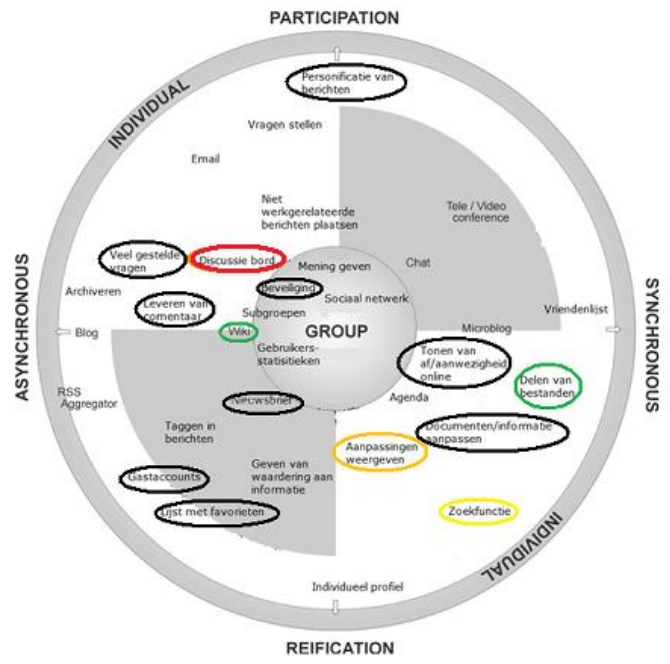 PARTICIPATION
INDIVIDUAL
Personificatie van
berichten
Vragen stellen
Email
Niet
werkgerelateerde
berichten plaatsen
Tele / Video
conference
Veel gestelde
vragen
Discussie bord
Mening geven
Chat
Beveiliging
Sociaal netwerk
Archiveren
Leveren van
comentaar
Subgroepen
Vriendenlijst
ASYNCHRONOUS
SYNCHRONOUS
Blog
Wiki
GROUP
Microblog
Gebruikers-
statisitieken
Tonen van
af/aanwezigheid
online
Delen van
bestanden
RSS
Aggregator
Nieuwsbrief
Agenda
Taggen in
berichten
Documenten/informatie
aanpassen
Aanpassingen
weergeven
Gastaccounts
Geven van
waardering aan
informatie
Lijst met favorieten
Zoekfunctie
INDIVIDUAL
Individueel profiel
REIFICATION